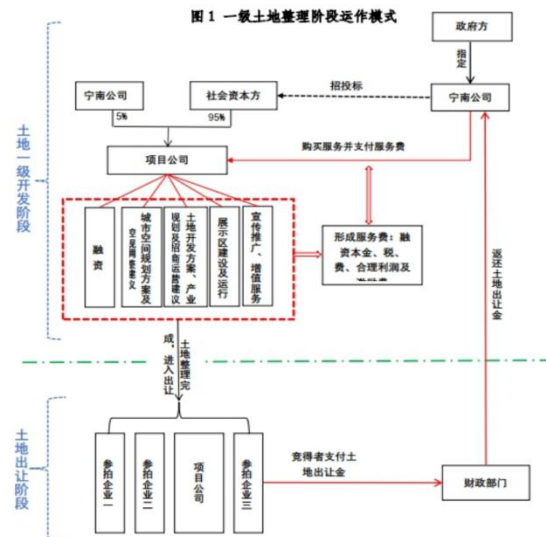 图 1 一级土地整理阶段运作模式
政府方
指定
宁南公司
社会资本方
招投标
宁南公司
5%
95%
购买服务并支付服务费
项目公司
土地一级开发阶段
融资
城市空间规划方案及
土地开发方案、产业
规划及招商运营建议
展示区建设及运行
宣传推广、增值服务
形成服务费：融
资本金、税、
费、合理利润及
返还土地出让金
土地整理完
成，进入出让
土地出让阶段
参拍企业一
参拍企业二
项目公司
参拍企业三
竞得者支付土
地出让金
财政部门